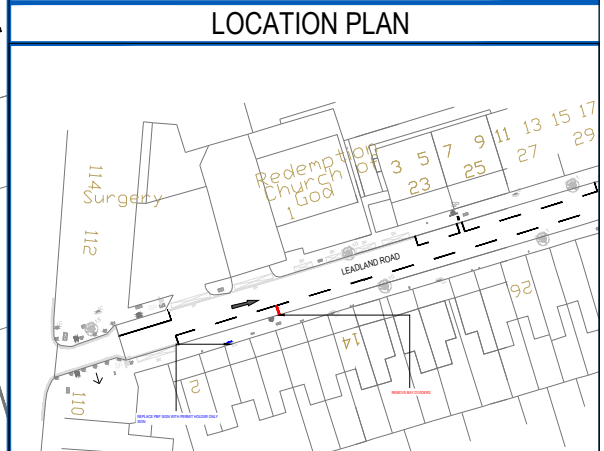 LOCATION PLAN
114
Surgery
112
Redemption
Church of
God
1
3 5 7 9 11 13 15 17
23 25 27 29
LEADLAND ROAD
26
14
2
110
REMOVE BAY DIVIDERS
REPLACE PBP SIGN WITH PERMIT HOLDER ONLY
SIGN